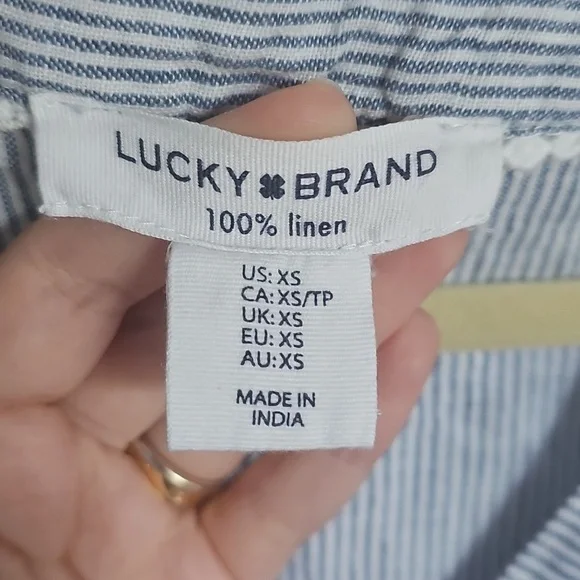 LUCKY BRAND
100% linen
US: XS
CA: XS/TP
UK: XS
EU: XS
AU: XS
MADE IN
INDIA